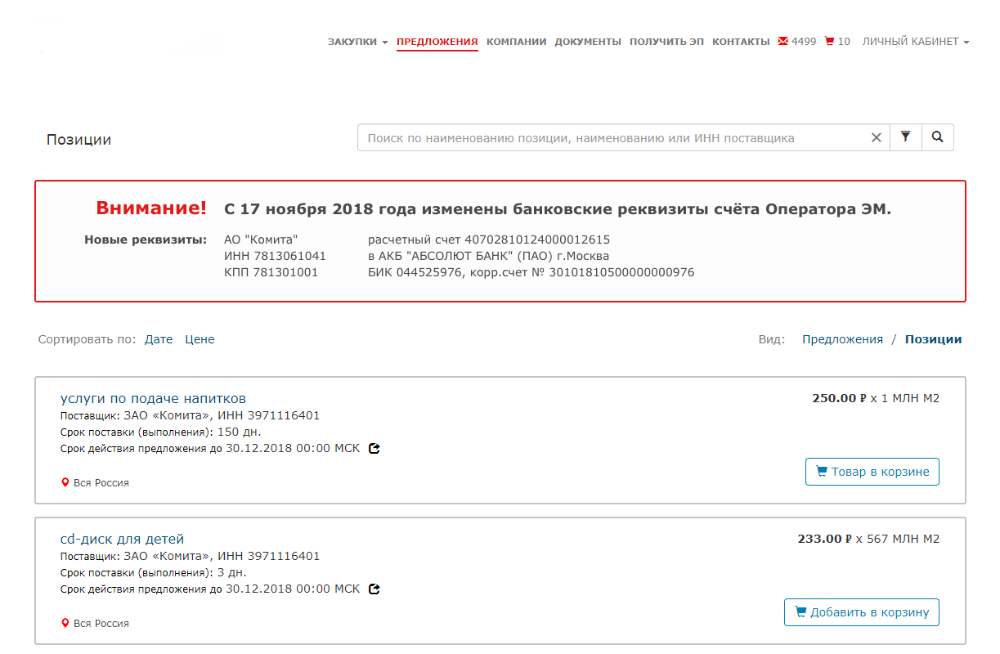 ЗАКУПКИ ПРЕДЛОЖЕНИЯ КОМПАНИИ ДОКУМЕНТЫ ПОЛУЧИТЬ ЭП КОНТАКТЫ 4499 10 ЛИЧНЫЙ КАБИНЕТ
Позиции
Поиск по наименованию позиции, наименованию или ИНН поставщика
Внимание! С 17 ноября 2018 года изменены банковские реквизиты счёта Оператора ЭМ.
Новые реквизиты: АО "Комита" расчетный счет 40702810124000012615
ИНН 7813061041 в АКБ "АБСОЛЮТ БАНК" (ПАО) г.Москва
КПП 781301001 БИК 044525976, корр.счет № 30101810500000000976
Сортировать по: Дате Цене Вид: Предложения / Позиции
услуги по подаче напитков 250.00 ₽ x 1 МЛН М2
Поставщик: ЗАО «Комита», ИНН 3971116401
Срок поставки (выполнения): 150 дн.
Срок действия предложения до 30.12.2018 00:00 МСК
Товар в корзине
Вся Россия
cd-диск для детей 233.00 ₽ x 567 МЛН М2
Поставщик: ЗАО «Комита», ИНН 3971116401
Срок поставки (выполнения): 3 дн.
Срок действия предложения до 30.12.2018 00:00 МСК
Добавить в корзину
Вся Россия